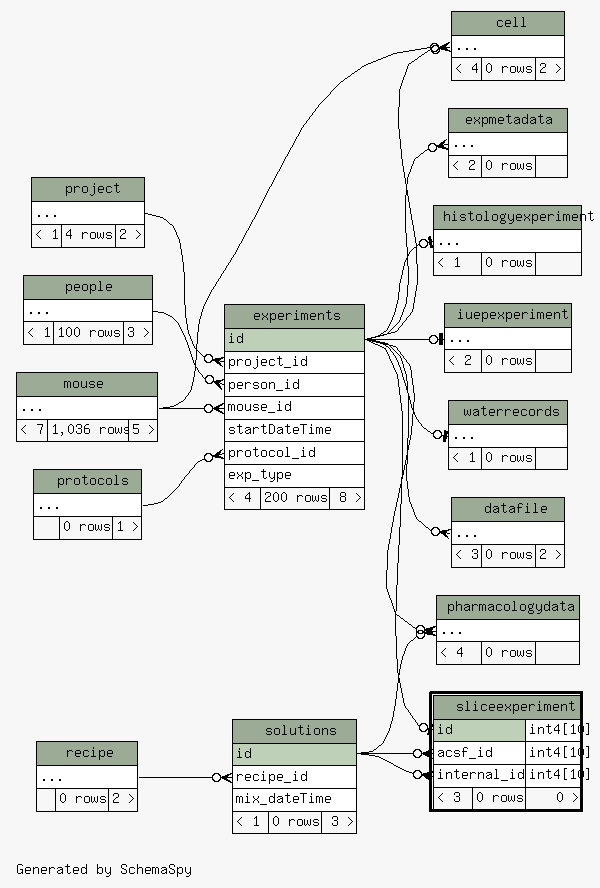 cell
...
< 4 0 rows 2 >
expmetadata
...
< 2 0 rows
project
...
< 1 4 rows 2 >
histologyexperiment
...
< 1 0 rows
people
...
< 1 100 rows 3 >
experiments
id
project_id
person_id
mouse_id
startDateTime
protocol_id
exp_type
< 4 200 rows 8 >
iuepexperiment
...
< 2 0 rows
mouse
...
< 7 1,036 rows 5 >
waterrecords
...
< 1 0 rows
protocols
...
0 rows 1 >
datafile
...
< 3 0 rows 2 >
pharmacologydata
...
< 4 0 rows
sliceexperiment
id int4[10]
acsf_id int4[10]
internal_id int4[10]
< 3 0 rows 0 >
solutions
id
recipe_id
mix_dateTime
< 1 0 rows 3 >
recipe
...
0 rows 2 >
Generated by SchemaSpy